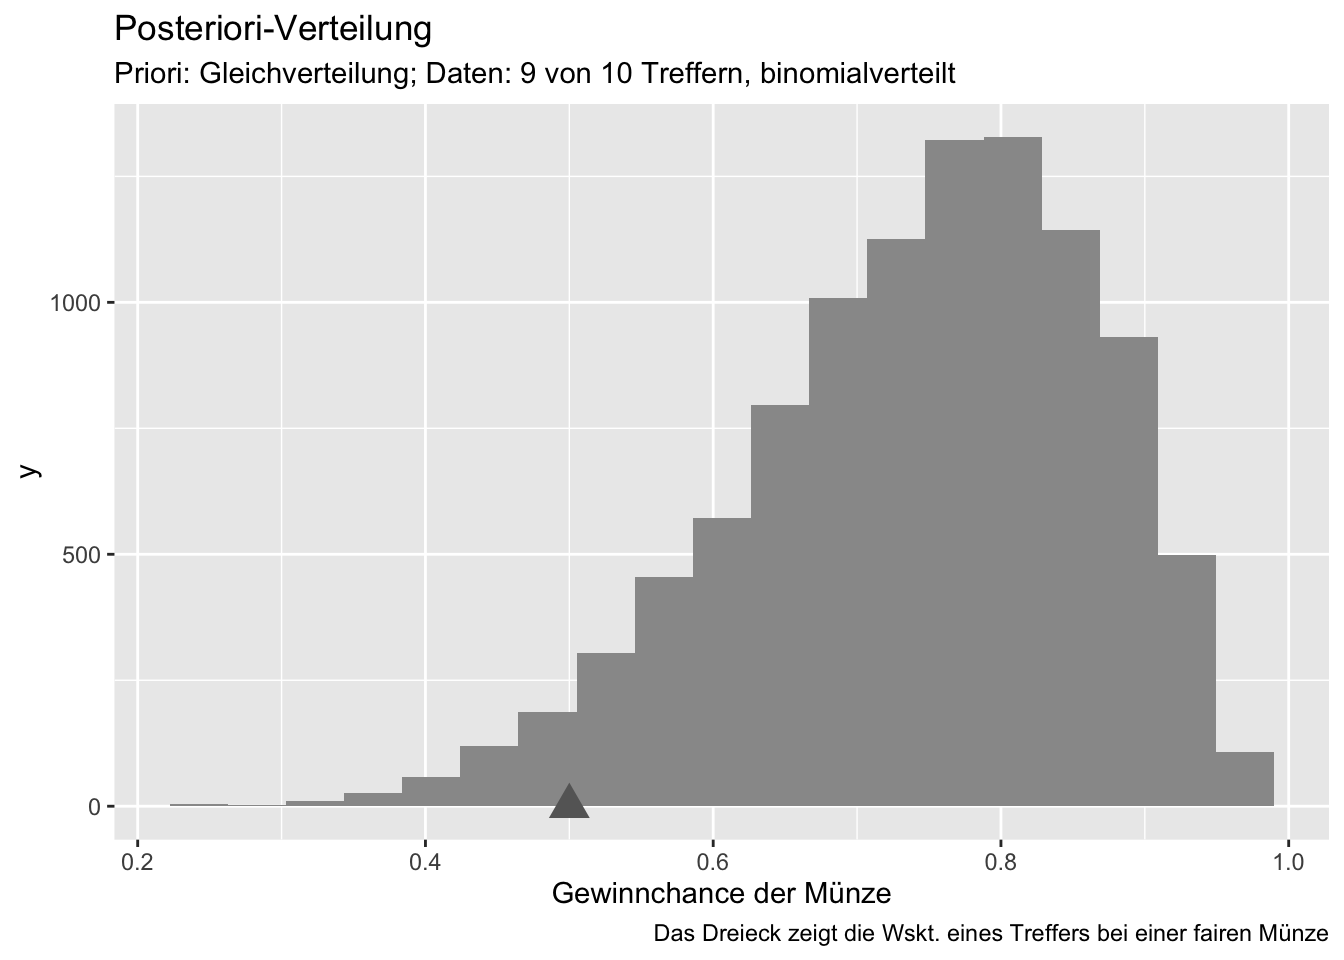 Posteriori-Verteilung
Priori: Gleichverteilung; Daten: 9 von 10 Treffern, binomialverteilt
y
1000
500
0
0.2 0.4 0.6 0.8 1.0
Gewinnchance der Münze
Das Dreieck zeigt die Wskt. eines Treffers bei einer fairen Münze